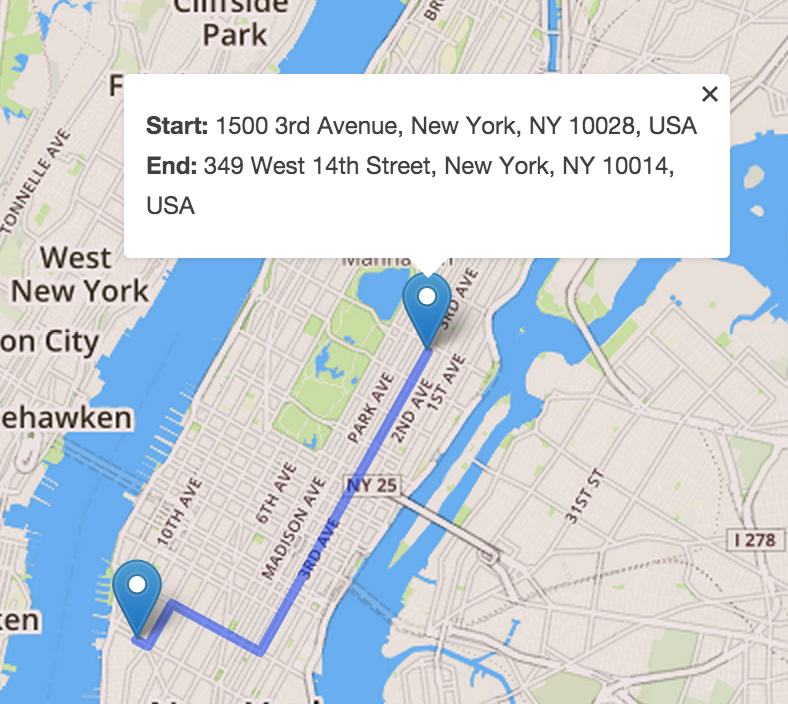 Cliffside
Park
Start: 1500 3rd Avenue, New York, NY 10028, USA
End: 349 West 14th Street, New York, NY 10014,
USA
TONNELLE AVE
West
New York
on City
ehawken
3RD AVE
PARK AVE
2ND AVE
1ST AVE
NY 25
10TH AVE
6TH AVE
MADISON AVE
3RD AVE
31ST ST
I 278
ken